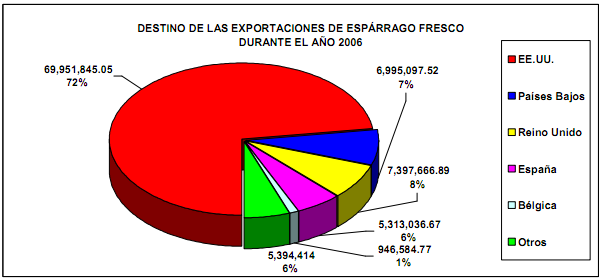 DESTINO DE LAS EXPORTACIONES DE ESPÁRRAGO FRESCO
DURANTE EL AÑO 2006
69,951,845.05
72%
6,995,097.52
7%
7,397,666.89
8%
5,313,036.67
6%
946,584.77
1%
5,394,414
6%
EE.UU.
Países Bajos
Reino Unido
España
Bélgica
Otros